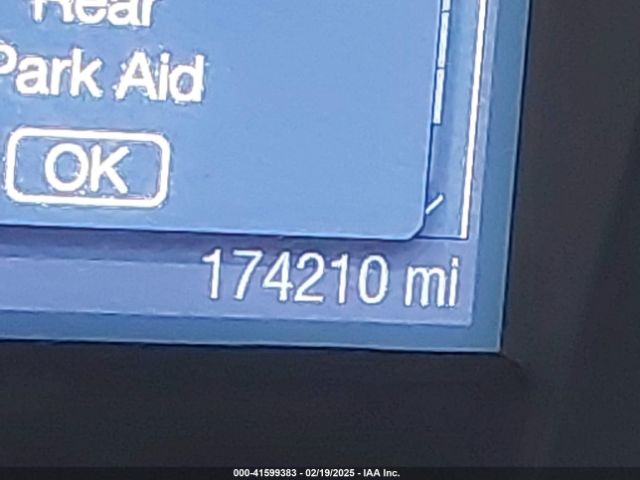 Rear
Park Aid
OK
174210 mi
000-41599383 - 02/19/2025 - IAA Inc.